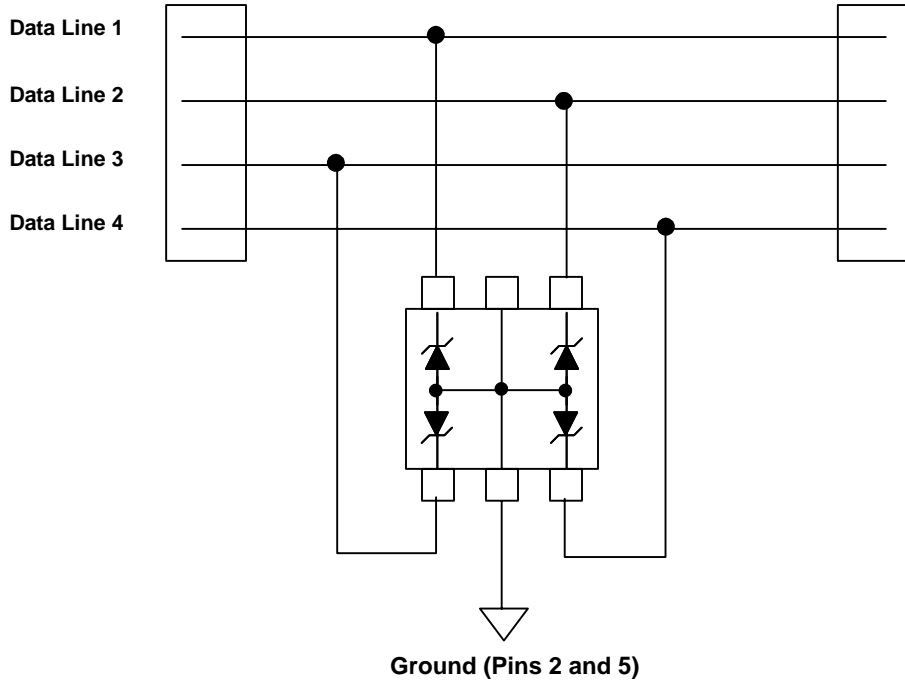 Data Line 1
Data Line 2
Data Line 3
Data Line 4
Ground (Pins 2 and 5)